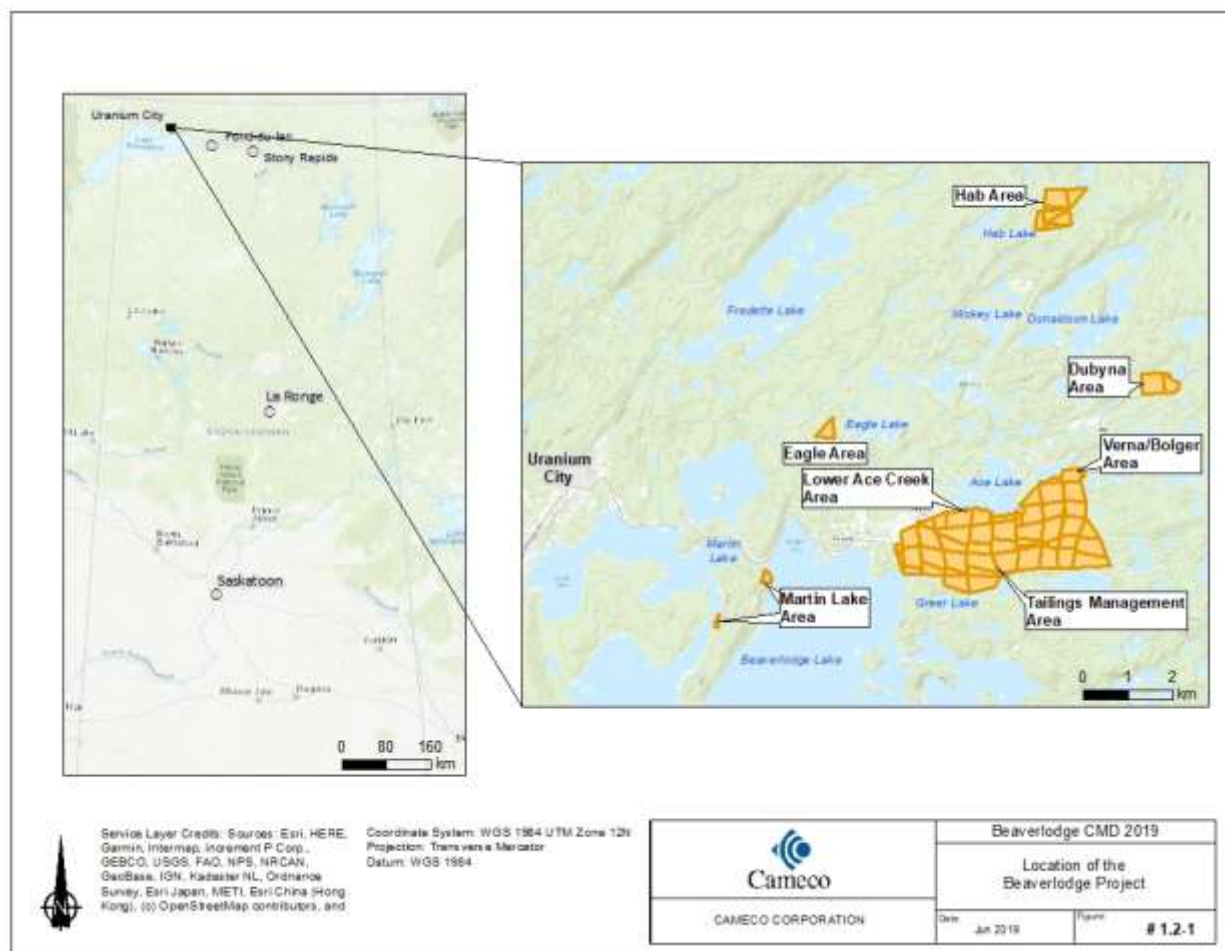 Uranium City
Stony Rapids
La Ronge
Saskatoon
Regina
0 80 160
km
Hab Area
Hab Lake
Fredette Lake
Mickey Lake
Donaldson Lake
Dubyna
Area
Eagle Lake
Eagle Area
Verna/Bolger
Area
Uranium
City
Lower Ace Creek
Area
Ace Lake
Martin
Lake
Martin Lake
Area
Greer Lake
Tailings Management
Area
Beaverlodge Lake
0 1 2
km
N
Service Layer Credits: Sources: Esri, HERE,
Garmin, Intermap, increment P Corp.,
GEBCO, USGS, FAO, NPS, NRCAN,
GeoBase, IGN, Kadaster NL, Ordnance
Survey, Esri Japan, METI, Esri China (Hong
Kong), (c) OpenStreetMap contributors, and
Coordinate System: WGS 1984 UTM Zone 12N
Projection: Transverse Mercator
Datum: WGS 1984
Cameco
CAMECO CORPORATION
Beaverlodge CMD 2019
Location of the
Beaverlodge Project
Date:
Jun 2019
Figure:
# 1.2-1